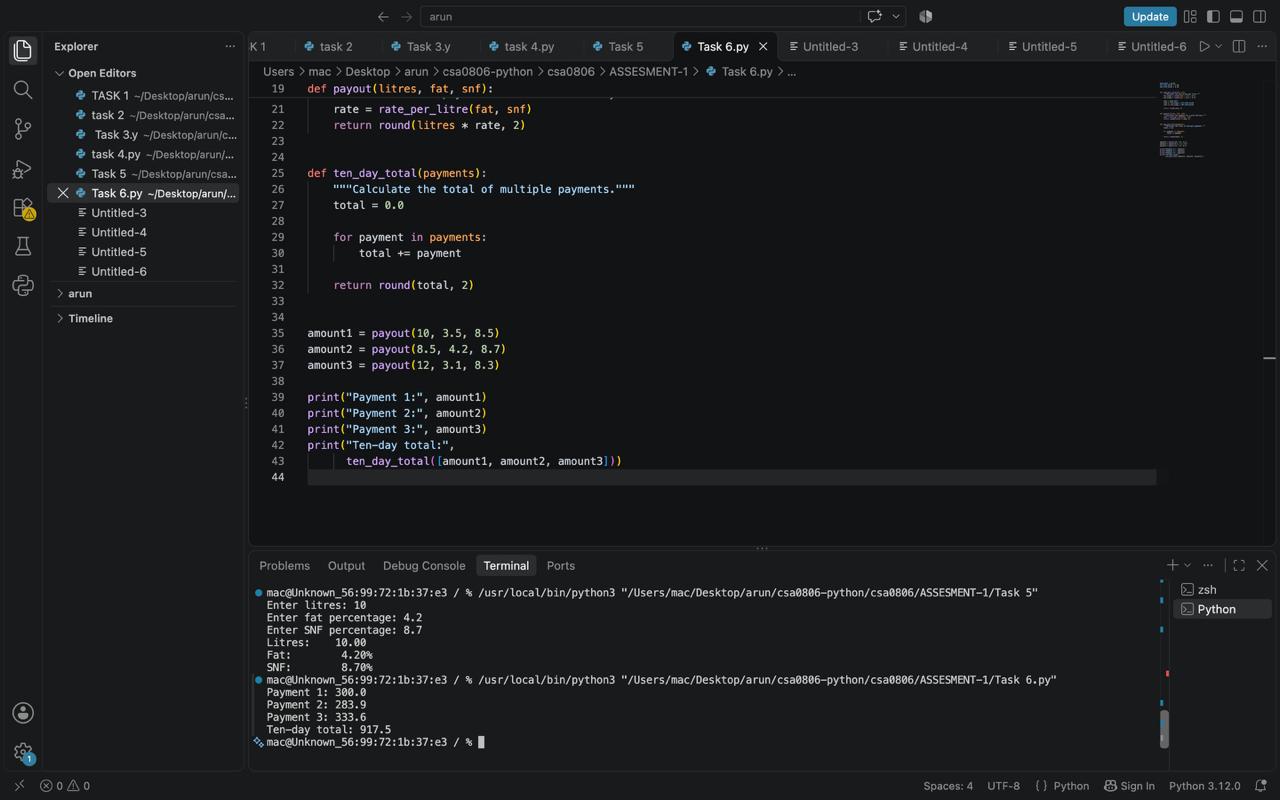 arun
Update
Explorer
K 1
task 2
Task 3.y
task 4.py
Task 5
Task 6.py
Untitled-3
Untitled-4
Untitled-5
Untitled-6
Open Editors
TASK 1 ~/Desktop/arun/cs...
task 2 ~/Desktop/arun/csa...
Task 3.y ~/Desktop/arun/c...
task 4.py ~/Desktop/arun/...
Task 5 ~/Desktop/arun/csa...
Task 6.py ~/Desktop/arun/...
Untitled-3
Untitled-4
Untitled-5
Untitled-6
arun
Timeline
Users > mac > Desktop > arun > csa0806-python > csa0806 > ASSESMENT-1 > Task 6.py > ...
19 def payout(litres, fat, snf):
21 rate = rate_per_litre(fat, snf)
22 return round(litres * rate, 2)
23
24
25 def ten_day_total(payments):
26 """Calculate the total of multiple payments."""
27 total = 0.0
28
29 for payment in payments:
30 total += payment
31
32 return round(total, 2)
33
34
35 amount1 = payout(10, 3.5, 8.5)
36 amount2 = payout(8.5, 4.2, 8.7)
37 amount3 = payout(12, 3.1, 8.3)
38
39 print("Payment 1:", amount1)
40 print("Payment 2:", amount2)
41 print("Payment 3:", amount3)
42 print("Ten-day total:",
43 ten_day_total([amount1, amount2, amount3]))
44
Problems
Output
Debug Console
Terminal
Ports
mac@Unknown_56:99:72:1b:37:e3 / % /usr/local/bin/python3 "/Users/mac/Desktop/arun/csa0806-python/csa0806/ASSESMENT-1/Task 5"
Enter litres: 10
Enter fat percentage: 4.2
Enter SNF percentage: 8.7
Litres: 10.00
Fat: 4.20%
SNF: 8.70%
mac@Unknown_56:99:72:1b:37:e3 / % /usr/local/bin/python3 "/Users/mac/Desktop/arun/csa0806-python/csa0806/ASSESMENT-1/Task 6.py"
Payment 1: 300.0
Payment 2: 283.9
Payment 3: 333.6
Ten-day total: 917.5
mac@Unknown_56:99:72:1b:37:e3 / %
zsh
Python
1
0 0
Spaces: 4
UTF-8
{ } Python
Sign In
Python 3.12.0